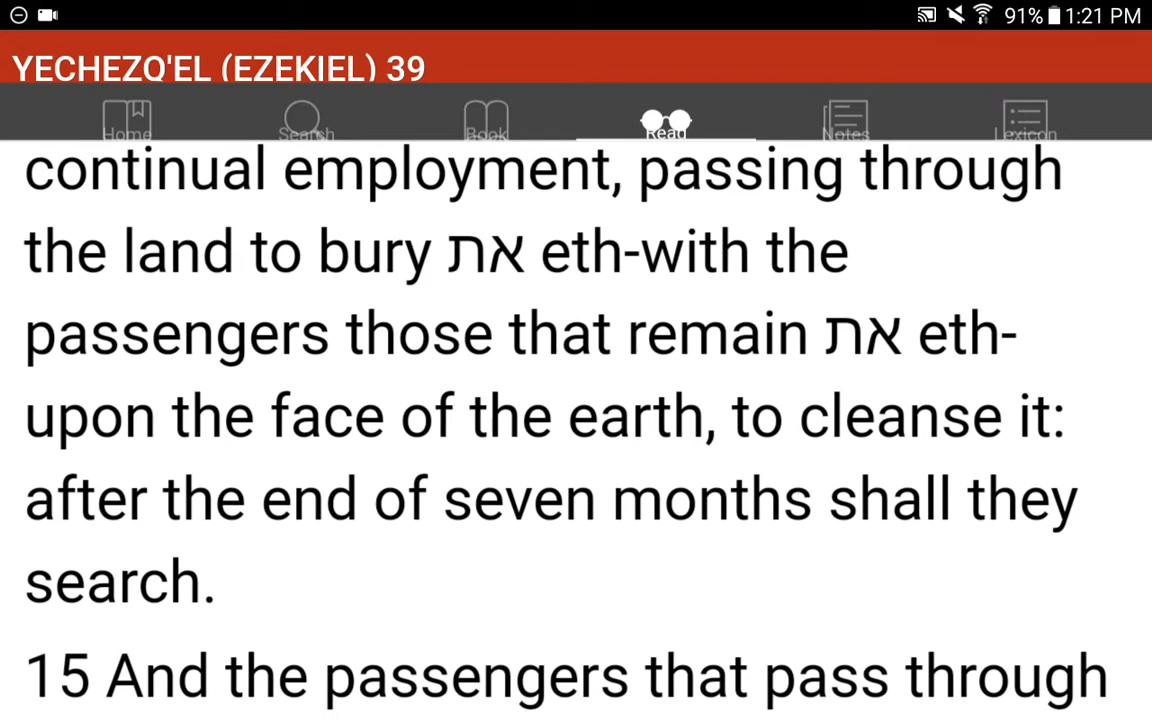 91% 1:21 PM
YECHEZQ'EL (EZEKIEL) 39
Home Search Book Read Notes Lexicon
continual employment, passing through
the land to bury את eth-with the
passengers those that remain את eth-
upon the face of the earth, to cleanse it:
after the end of seven months shall they
search.
15 And the passengers that pass through